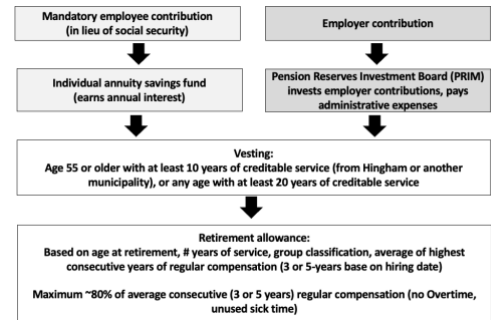 Mandatory employee contribution
(in lieu of social security)
Employer contribution
Individual annuity savings fund
(earns annual interest)
Pension Reserves Investment Board (PRIM)
invests employer contributions, pays
administrative expenses
Vesting:
Age 55 or older with at least 10 years of creditable service (from Hingham or another
municipality), or any age with at least 20 years of creditable service
Retirement allowance:
Based on age at retirement, # years of service, group classification, average of highest
consecutive years of regular compensation (3 or 5-years base on hiring date)
Maximum ~80% of average consecutive (3 or 5 years) regular compensation (no Overtime,
unused sick time)